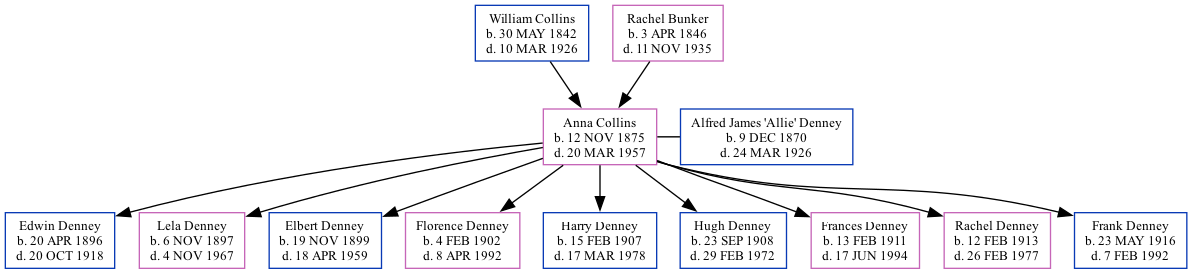 William Collins
b. 30 MAY 1842
d. 10 MAR 1926
Rachel Bunker
b. 3 APR 1846
d. 11 NOV 1935
Anna Collins
b. 12 NOV 1875
d. 20 MAR 1957
Alfred James 'Allie' Denney
b. 9 DEC 1870
d. 24 MAR 1926
Edwin Denney
b. 20 APR 1896
d. 20 OCT 1918
Lela Denney
b. 6 NOV 1897
d. 4 NOV 1967
Elbert Denney
b. 19 NOV 1899
d. 18 APR 1959
Florence Denney
b. 4 FEB 1902
d. 8 APR 1992
Harry Denney
b. 15 FEB 1907
d. 17 MAR 1978
Hugh Denney
b. 23 SEP 1908
d. 29 FEB 1972
Frances Denney
b. 13 FEB 1911
d. 17 JUN 1994
Rachel Denney
b. 12 FEB 1913
d. 26 FEB 1977
Frank Denney
b. 23 MAY 1916
d. 7 FEB 1992